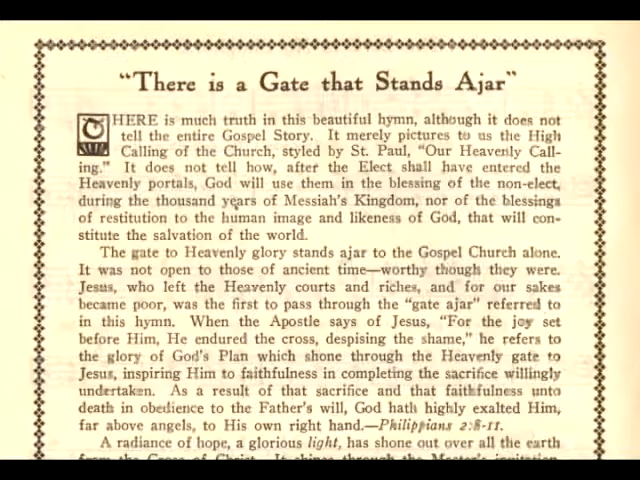 "There is a Gate that Stands Ajar"
THERE is much truth in this beautiful hymn, although it does not
tell the entire Gospel Story. It merely pictures to us the High
Calling of the Church, styled by St. Paul, "Our Heavenly Call-
ing." It does not tell how, after the Elect shall have entered the
Heavenly portals, God will use them in the blessing of the non-elect,
during the thousand years of Messiah's Kingdom, nor of the blessings
of restitution to the human image and likeness of God, that will con-
stitute the salvation of the world.
The gate to Heavenly glory stands ajar to the Gospel Church alone.
It was not open to those of ancient time—worthy though they were.
Jesus, who left the Heavenly courts and riches, and for our sakes
became poor, was the first to pass through the "gate ajar" referred to
in this hymn. When the Apostle says of Jesus, "For the joy set
before Him, He endured the cross, despising the shame," he refers to
the glory of God's Plan which shone through the Heavenly gate to
Jesus, inspiring Him to faithfulness in completing the sacrifice willingly
undertaken. As a result of that sacrifice and that faithfulness unto
death in obedience to the Father's will, God hath highly exalted Him,
far above angels, to His own right hand.—Philippians 2:8-11.
A radiance of hope, a glorious light, has shone out over all the earth
from the Cross of Christ. It shines through the Master's invitation,